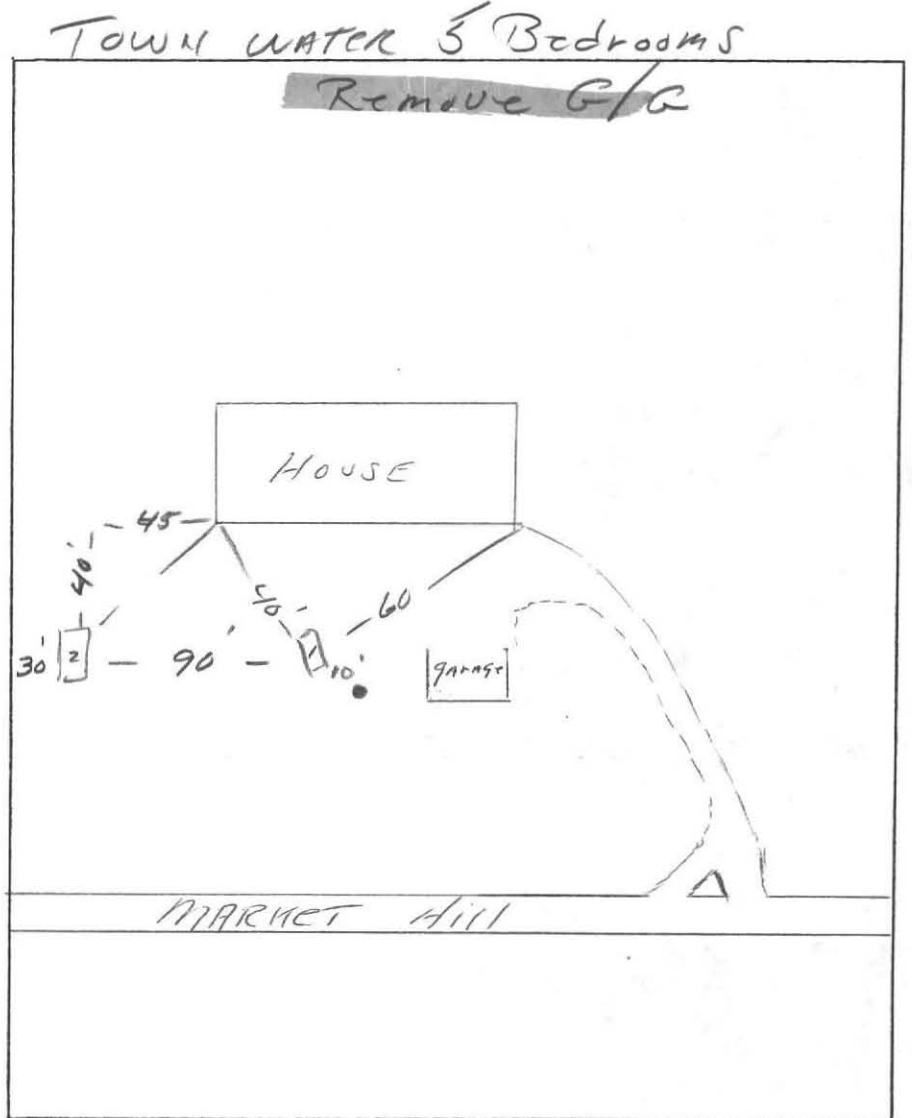 TOWN WATER 5 Bedrooms
Remove G/G
HOUSE
45
40'
40'
60
30' 2 90' 1 10' garage
MARKET Hill